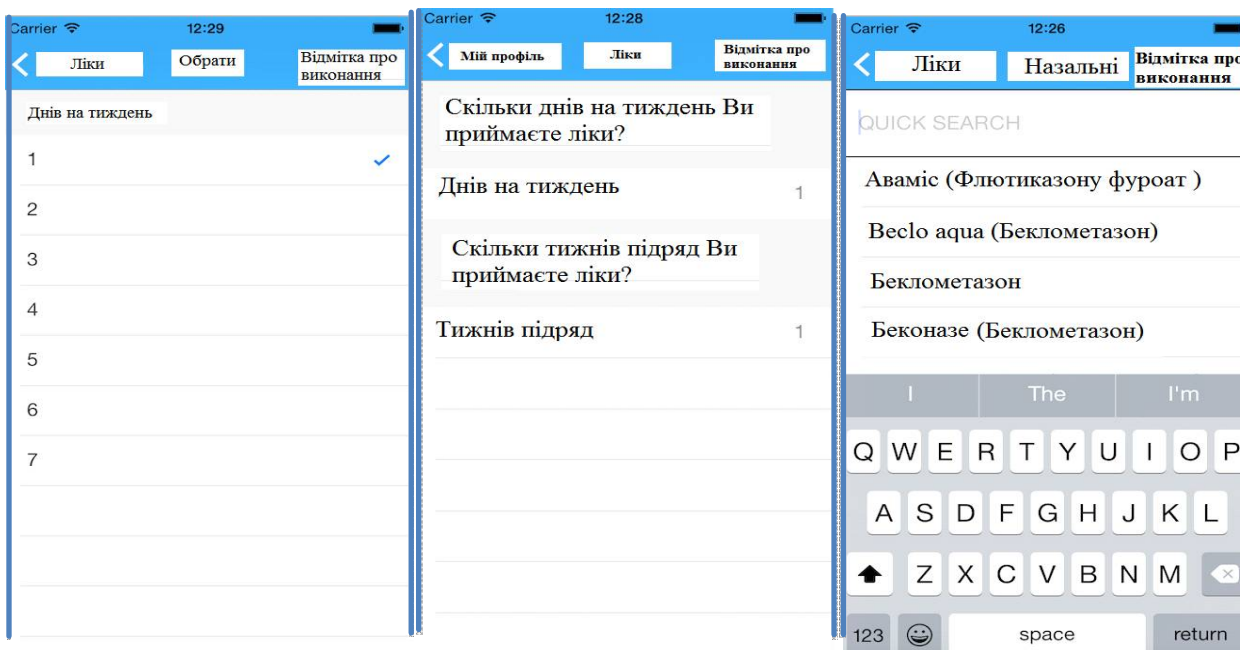 Carrier 12:29
Ліки
Обрати
Відмітка про
виконання
Днів на тиждень
1
2
3
4
5
6
7
Carrier 12:28
Мій профіль
Ліки
Відмітка про
виконання
Скільки днів на тиждень Ви
приймаєте ліки?
Днів на тиждень 1
Скільки тижнів підряд Ви
приймаєте ліки?
Тижнів підряд 1
Carrier 12:26
Ліки
Назальні
Відмітка про
виконання
QUICK SEARCH
Аваміс (Флютиказону фуроат )
Beclo aqua (Беклометазон)
Беклометазон
Беконазе (Беклометазон)
I The I'm
Q W E R T Y U I O P
A S D F G H J K L
Z X C V B N M
123 space return